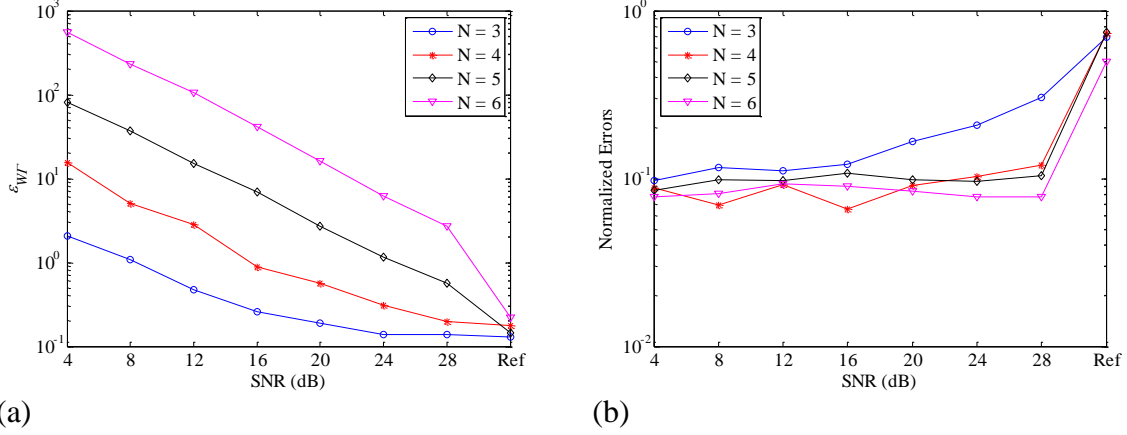 10^3
10^2
10^1
10^0
10^-1
ε_WT
4 8 12 16 20 24 28 Ref
SNR (dB)
N = 3
N = 4
N = 5
N = 6
(a)
10^0
10^-1
10^-2
Normalized Errors
4 8 12 16 20 24 28 Ref
SNR (dB)
N = 3
N = 4
N = 5
N = 6
(b)